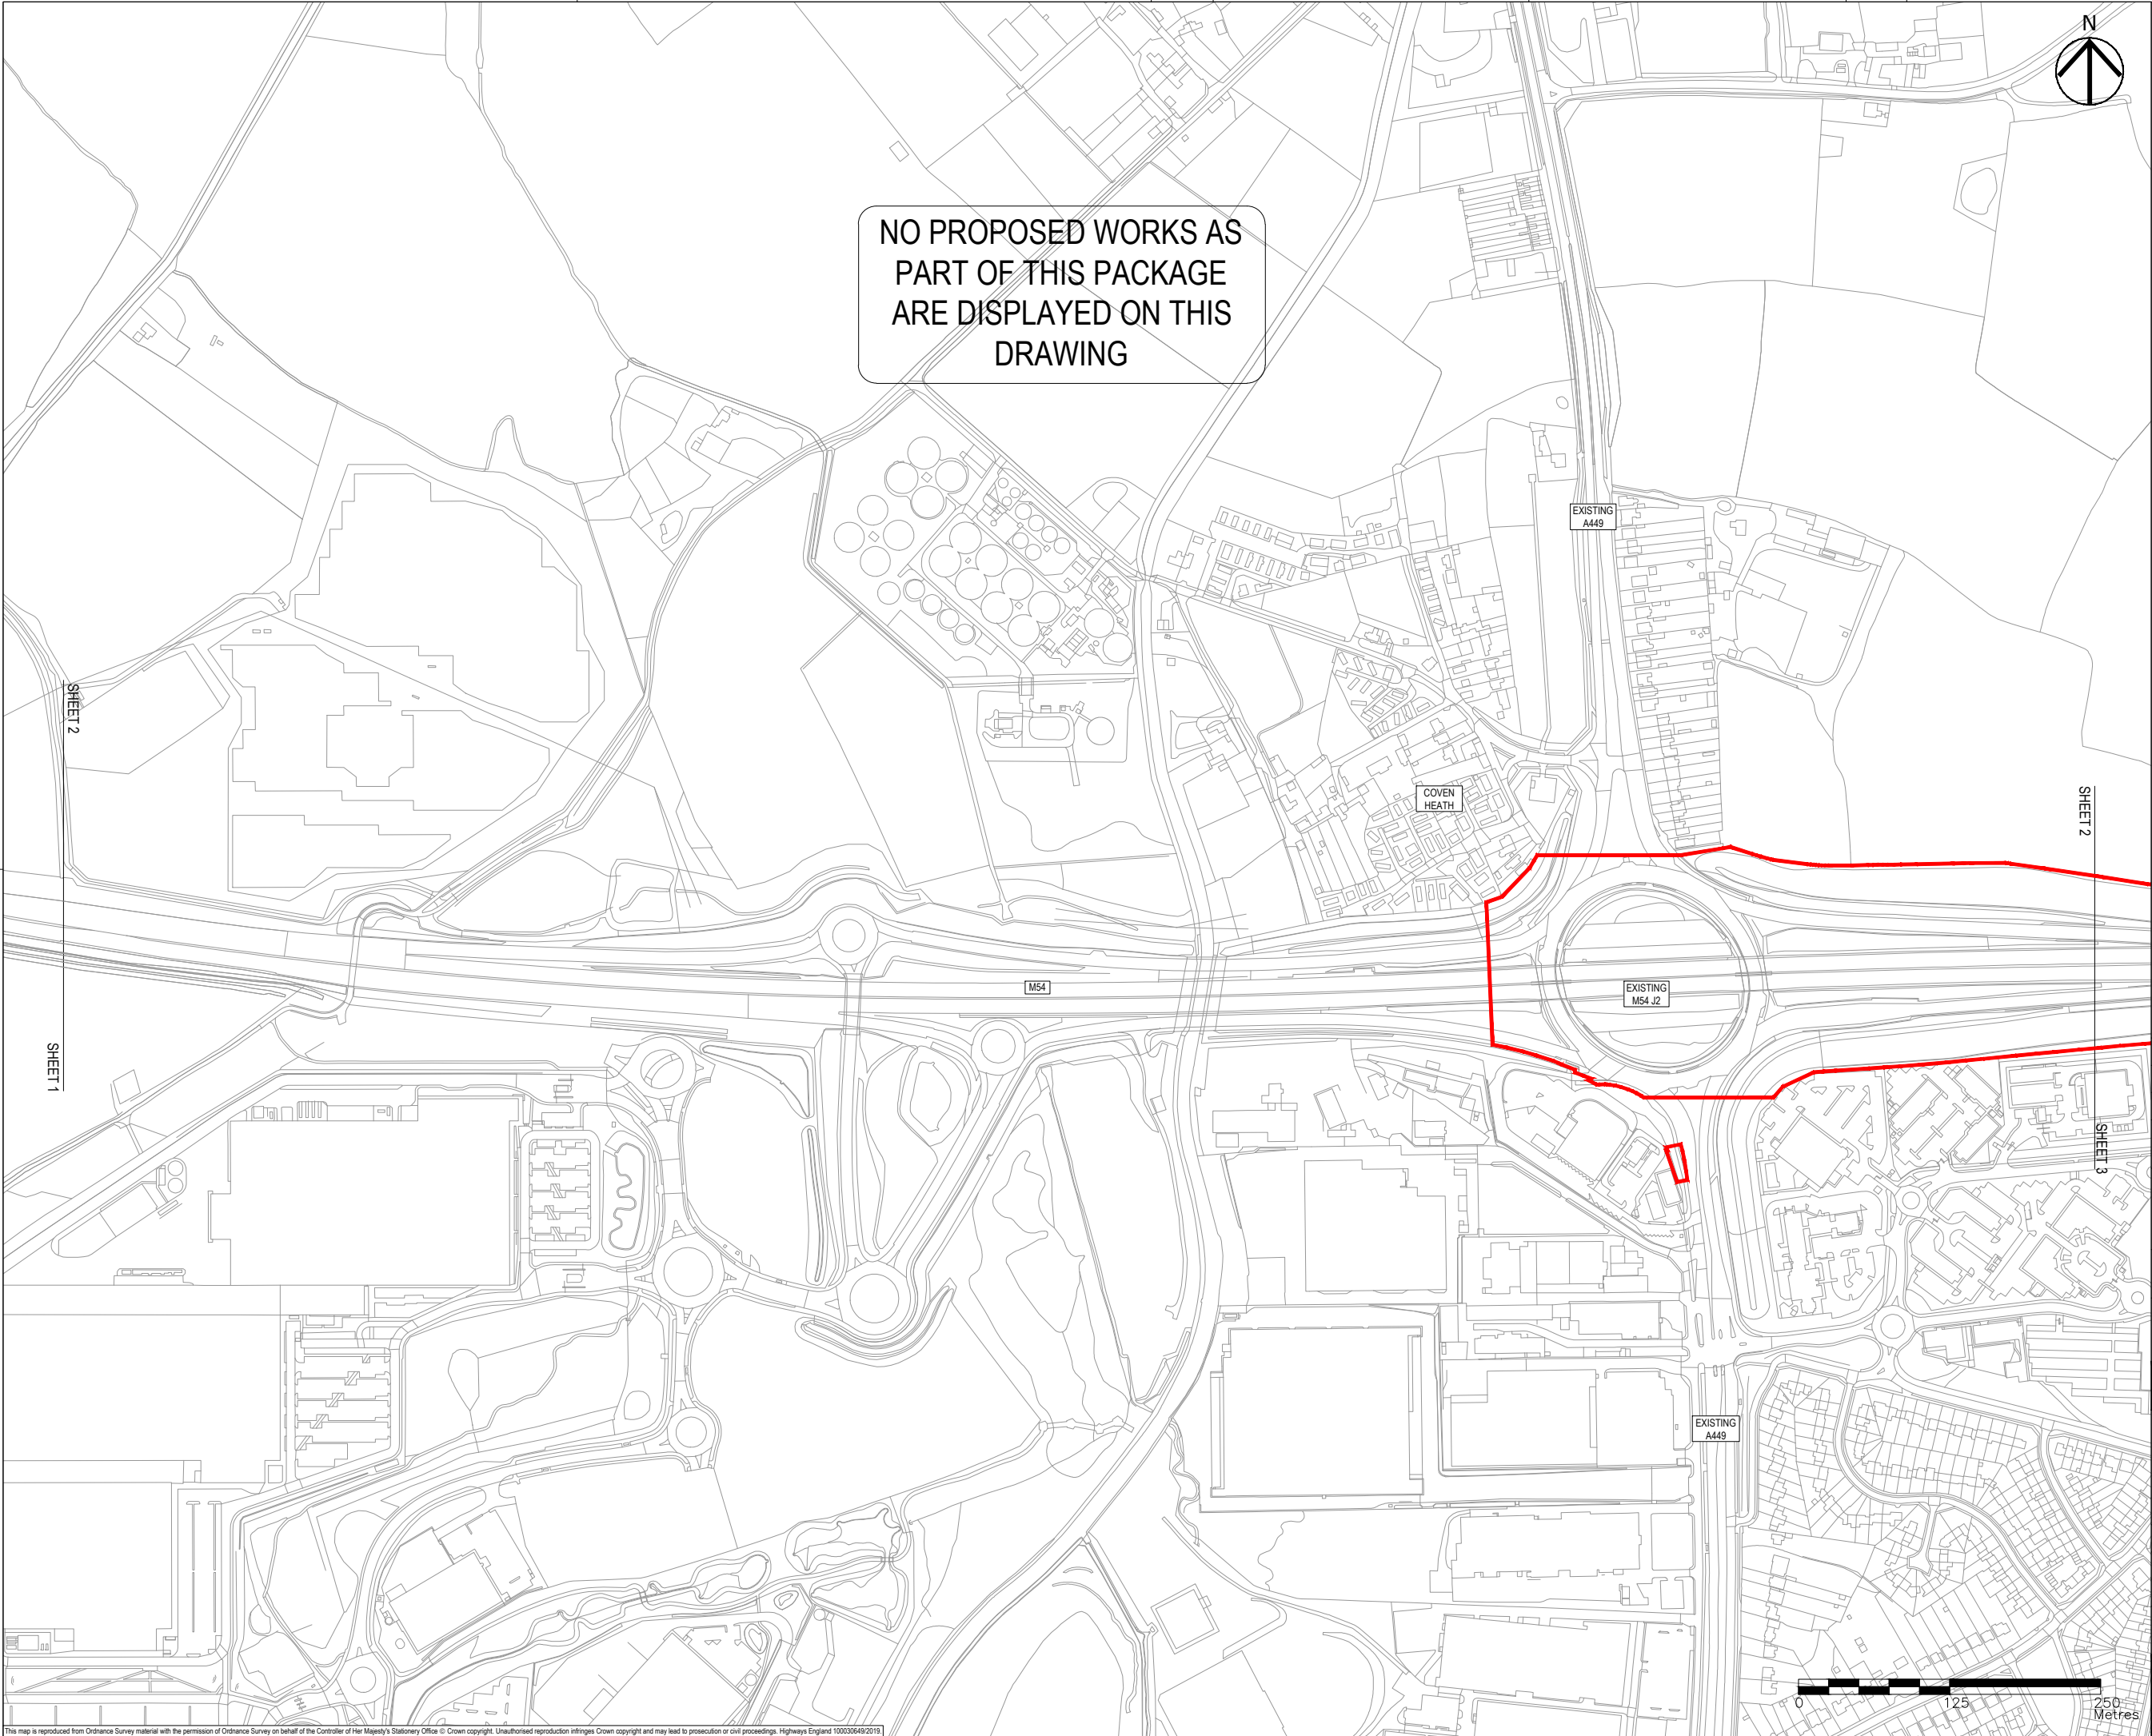 N
NO PROPOSED WORKS AS
PART OF THIS PACKAGE
ARE DISPLAYED ON THIS
DRAWING
EXISTING
A449
SHEET 2
COVEN
HEATH
SHEET 2
M54
EXISTING
M54 J2
SHEET 1
SHEET 3
EXISTING
A449
0 125 250
Metres
This map is reproduced from Ordnance Survey material with the permission of Ordnance Survey on behalf of the Controller of Her Majesty's Stationery Office © Crown copyright. Unauthorised reproduction infringes Crown copyright and may lead to prosecution or civil proceedings. Highways England 100030649/2019.